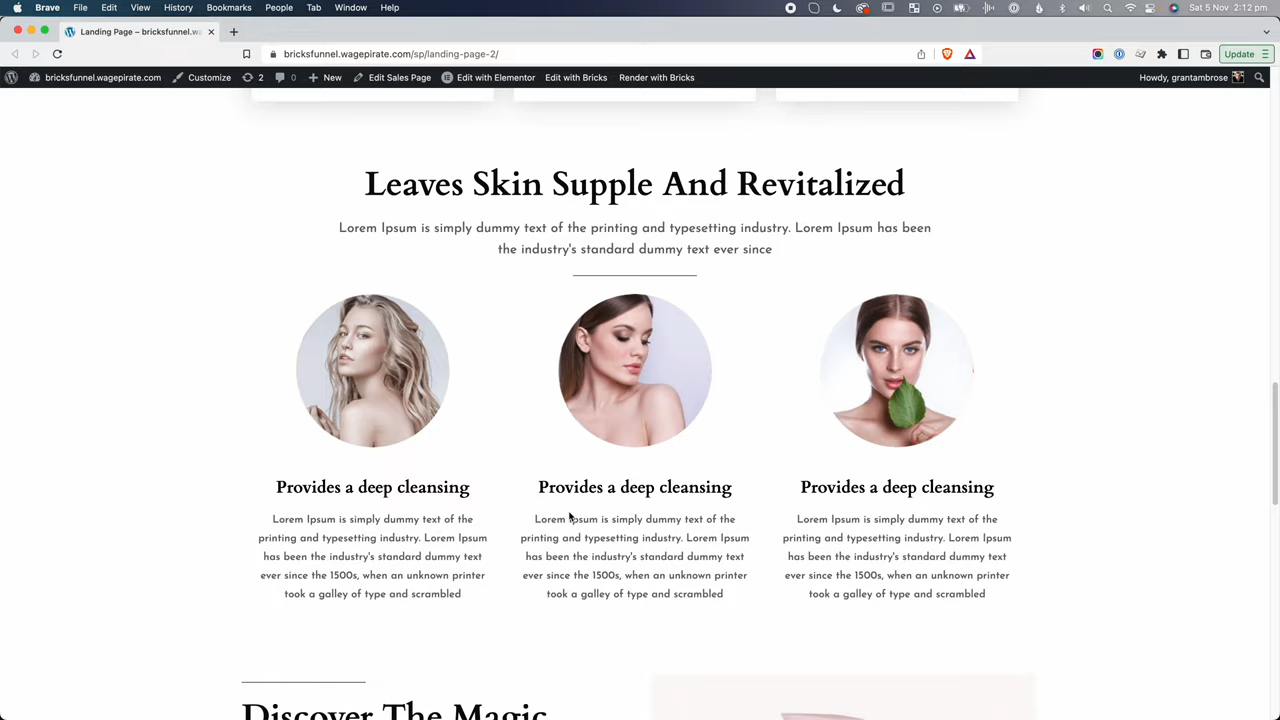 Brave File Edit View History Bookmarks People Tab Window Help Sat 5 Nov 2:12 pm
Landing Page – bricksfunnel.wa
bricksfunnel.wagepirate.com/sp/landing-page-2/ Update
bricksfunnel.wagepirate.com Customize 2 0 New Edit Sales Page Edit with Elementor Edit with Bricks Render with Bricks Howdy, grantambrose
Leaves Skin Supple And Revitalized
Lorem Ipsum is simply dummy text of the printing and typesetting industry. Lorem Ipsum has been
the industry's standard dummy text ever since
Provides a deep cleansing
Lorem Ipsum is simply dummy text of the
printing and typesetting industry. Lorem Ipsum
has been the industry's standard dummy text
ever since the 1500s, when an unknown printer
took a galley of type and scrambled
Provides a deep cleansing
Lorem Ipsum is simply dummy text of the
printing and typesetting industry. Lorem Ipsum
has been the industry's standard dummy text
ever since the 1500s, when an unknown printer
took a galley of type and scrambled
Provides a deep cleansing
Lorem Ipsum is simply dummy text of the
printing and typesetting industry. Lorem Ipsum
has been the industry's standard dummy text
ever since the 1500s, when an unknown printer
took a galley of type and scrambled
Discover The Magic